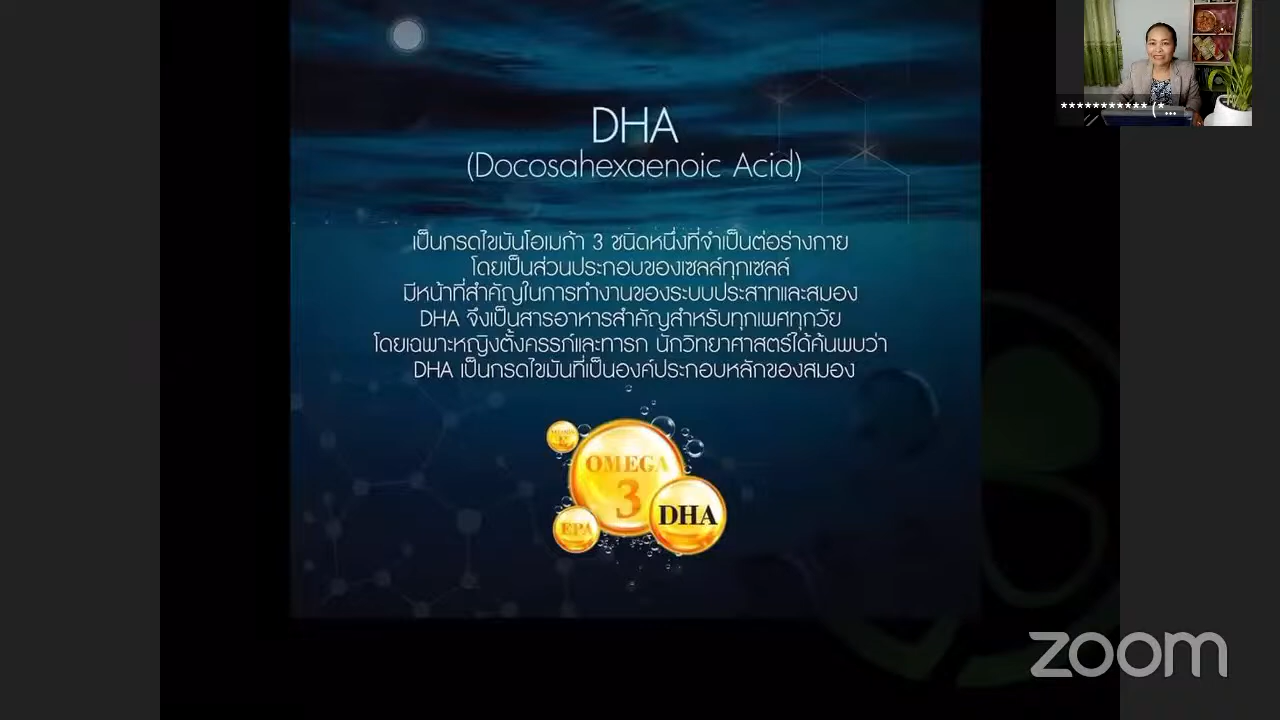 DHA
(Docosahexaenoic Acid)
เป็นกรดไขมันโอเมก้า 3 ชนิดหนึ่งที่จำเป็นต่อร่างกาย
โดยเป็นส่วนประกอบของเซลล์ทุกเซลล์
มีหน้าที่สำคัญในการทำงานของระบบประสาทและสมอง
DHA จึงเป็นสารอาหารสำคัญสำหรับทุกเพศทุกวัย
โดยเฉพาะหญิงตั้งครรภ์และทารก นักวิทยาศาสตร์ได้ค้นพบว่า
DHA เป็นกรดไขมันที่เป็นองค์ประกอบหลักของสมอง
OMEGA
3
DHA
EPA
*********** (* ...
zoom